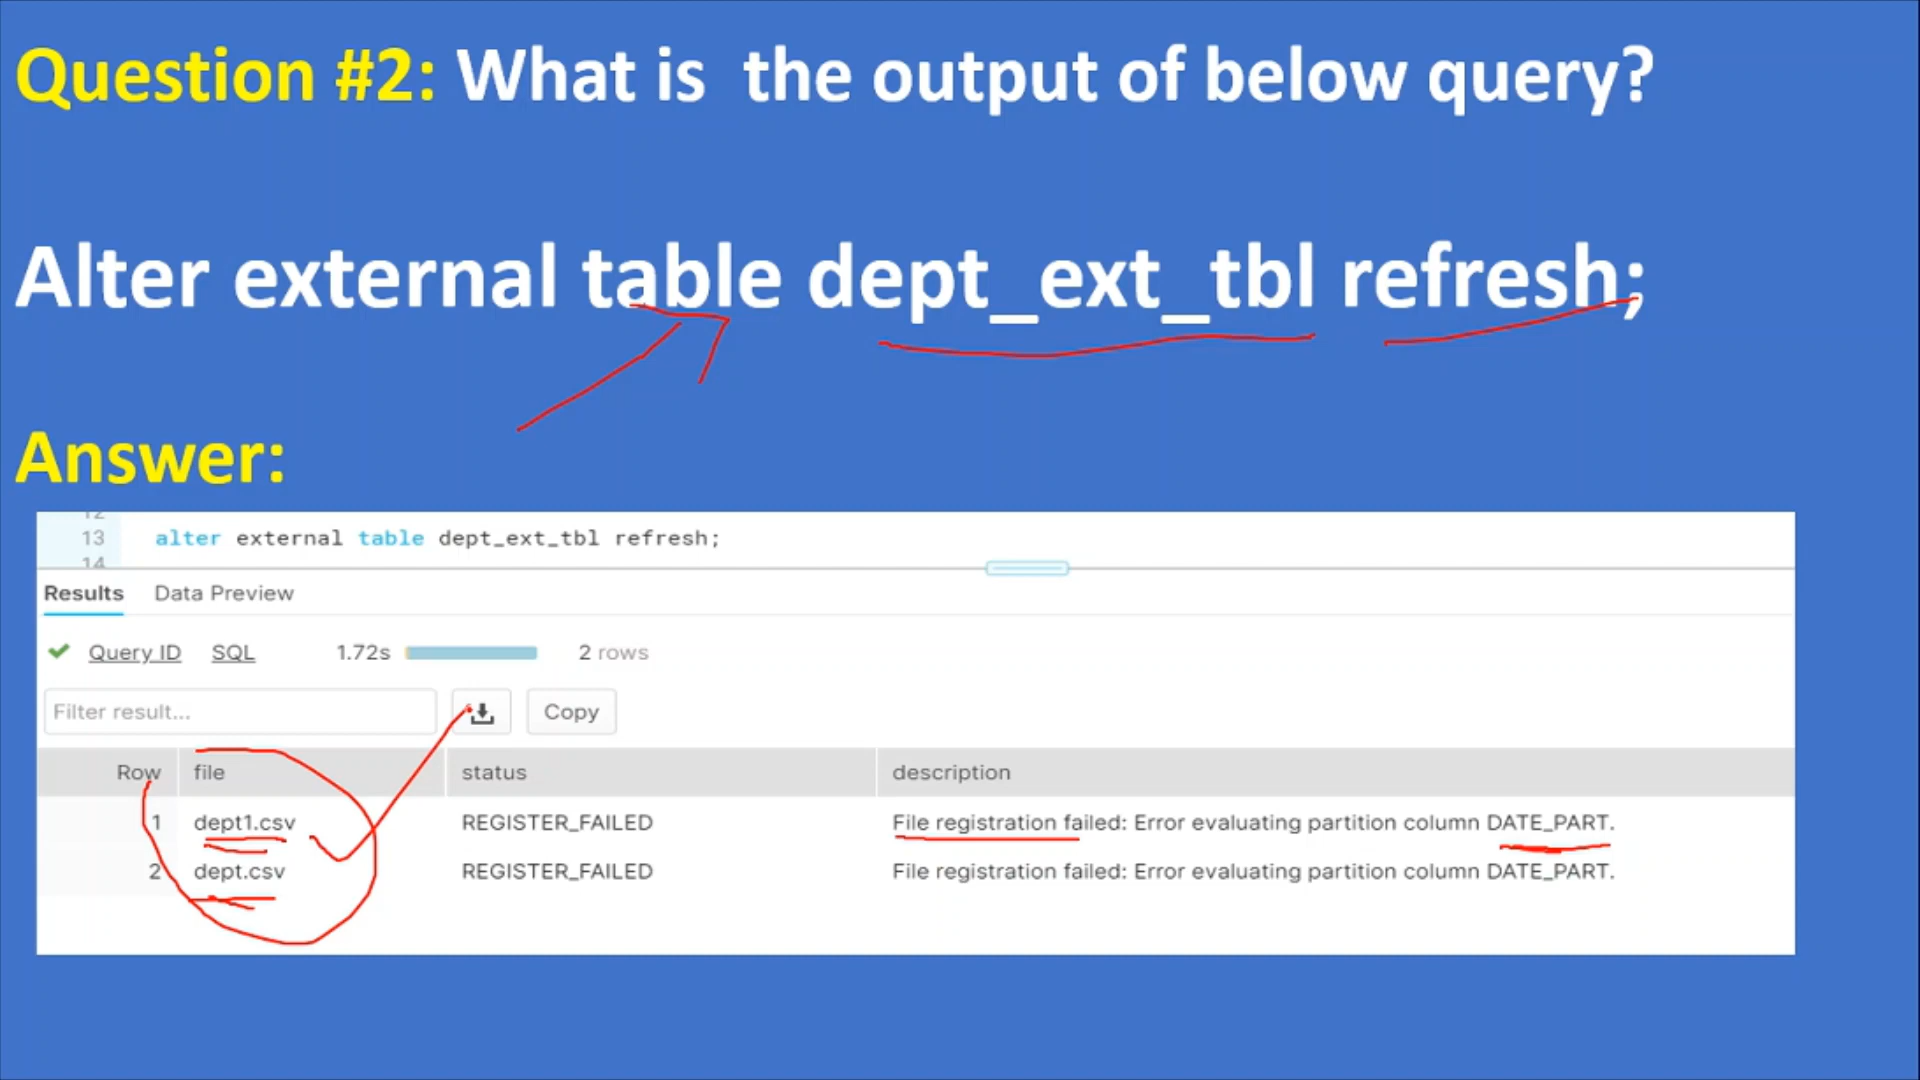 Question #2: What is the output of below query?
Alter external table dept_ext_tbl refresh;
Answer:
12
13 alter external table dept_ext_tbl refresh;
14
Results Data Preview
Query ID SQL 1.72s 2 rows
Filter result... Copy
Row file status description
1 dept1.csv REGISTER_FAILED File registration failed: Error evaluating partition column DATE_PART.
2 dept.csv REGISTER_FAILED File registration failed: Error evaluating partition column DATE_PART.